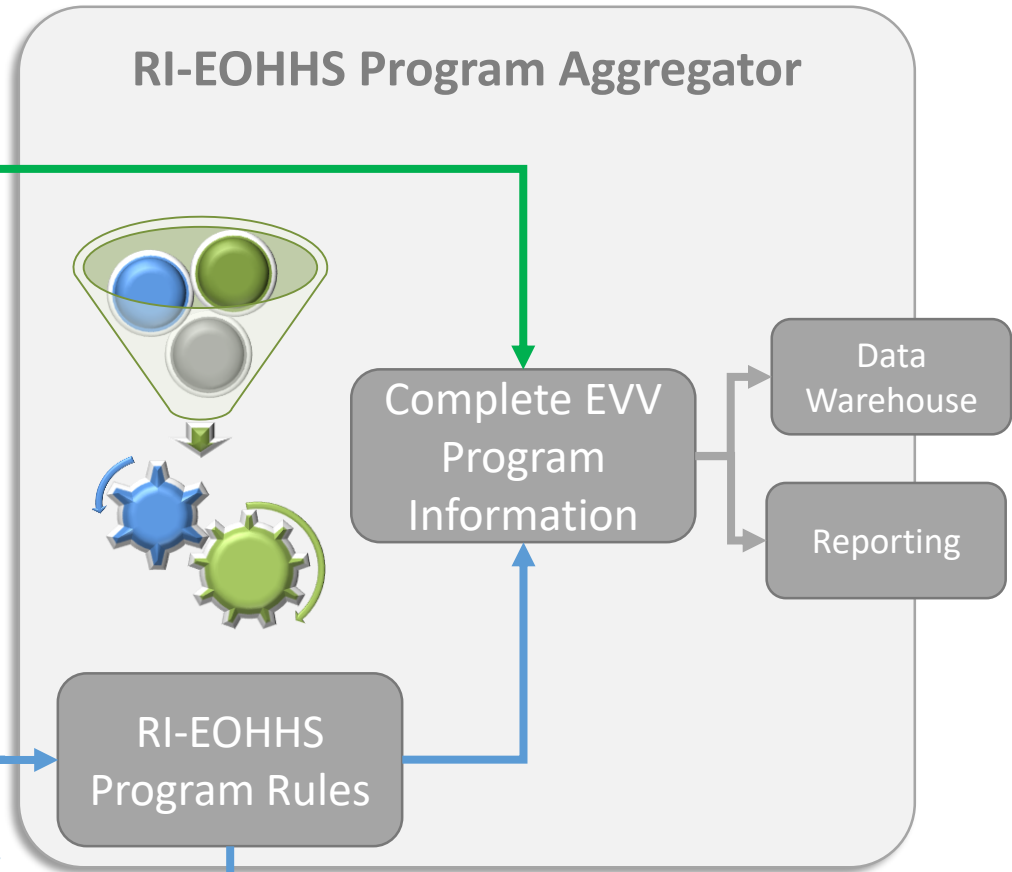 RI-EOHHS Program Aggregator
Complete EVV
Program
Information
Data
Warehouse
Reporting
RI-EOHHS
Program Rules